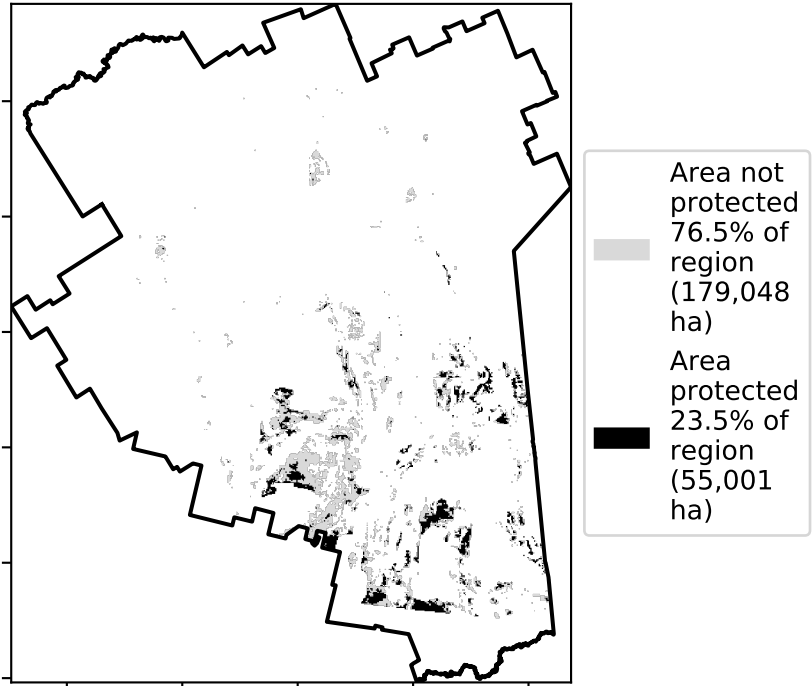 Area not
protected
76.5% of
region
(179,048
ha)
Area
protected
23.5% of
region
(55,001
ha)